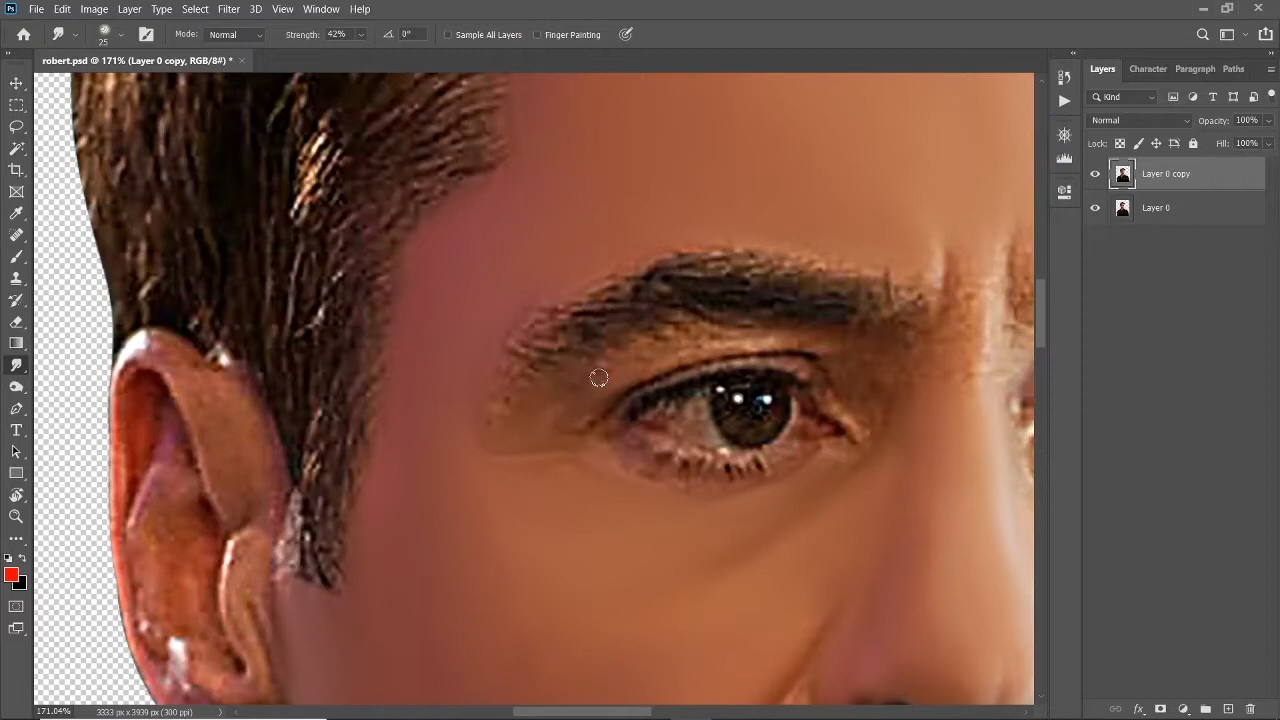 Ps File Edit Image Layer Type Select Filter 3D View Window Help
25 Mode: Normal Strength: 42% 0° Sample All Layers Finger Painting
robert.psd @ 171% (Layer 0 copy, RGB/8#) * ×
Layers Character Paragraph Paths
Kind
Normal Opacity: 100%
Lock: Fill: 100%
Layer 0 copy
Layer 0
171.04% 3333 px x 3939 px (300 ppi)